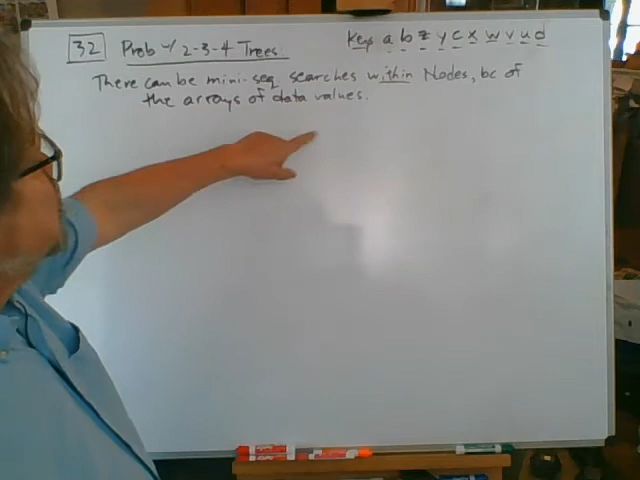 32 Prob w/ 2-3-4 Trees.
Keys a b z y c x w v u d
There can be mini-seq searches within Nodes, bc of
the arrays of data values.